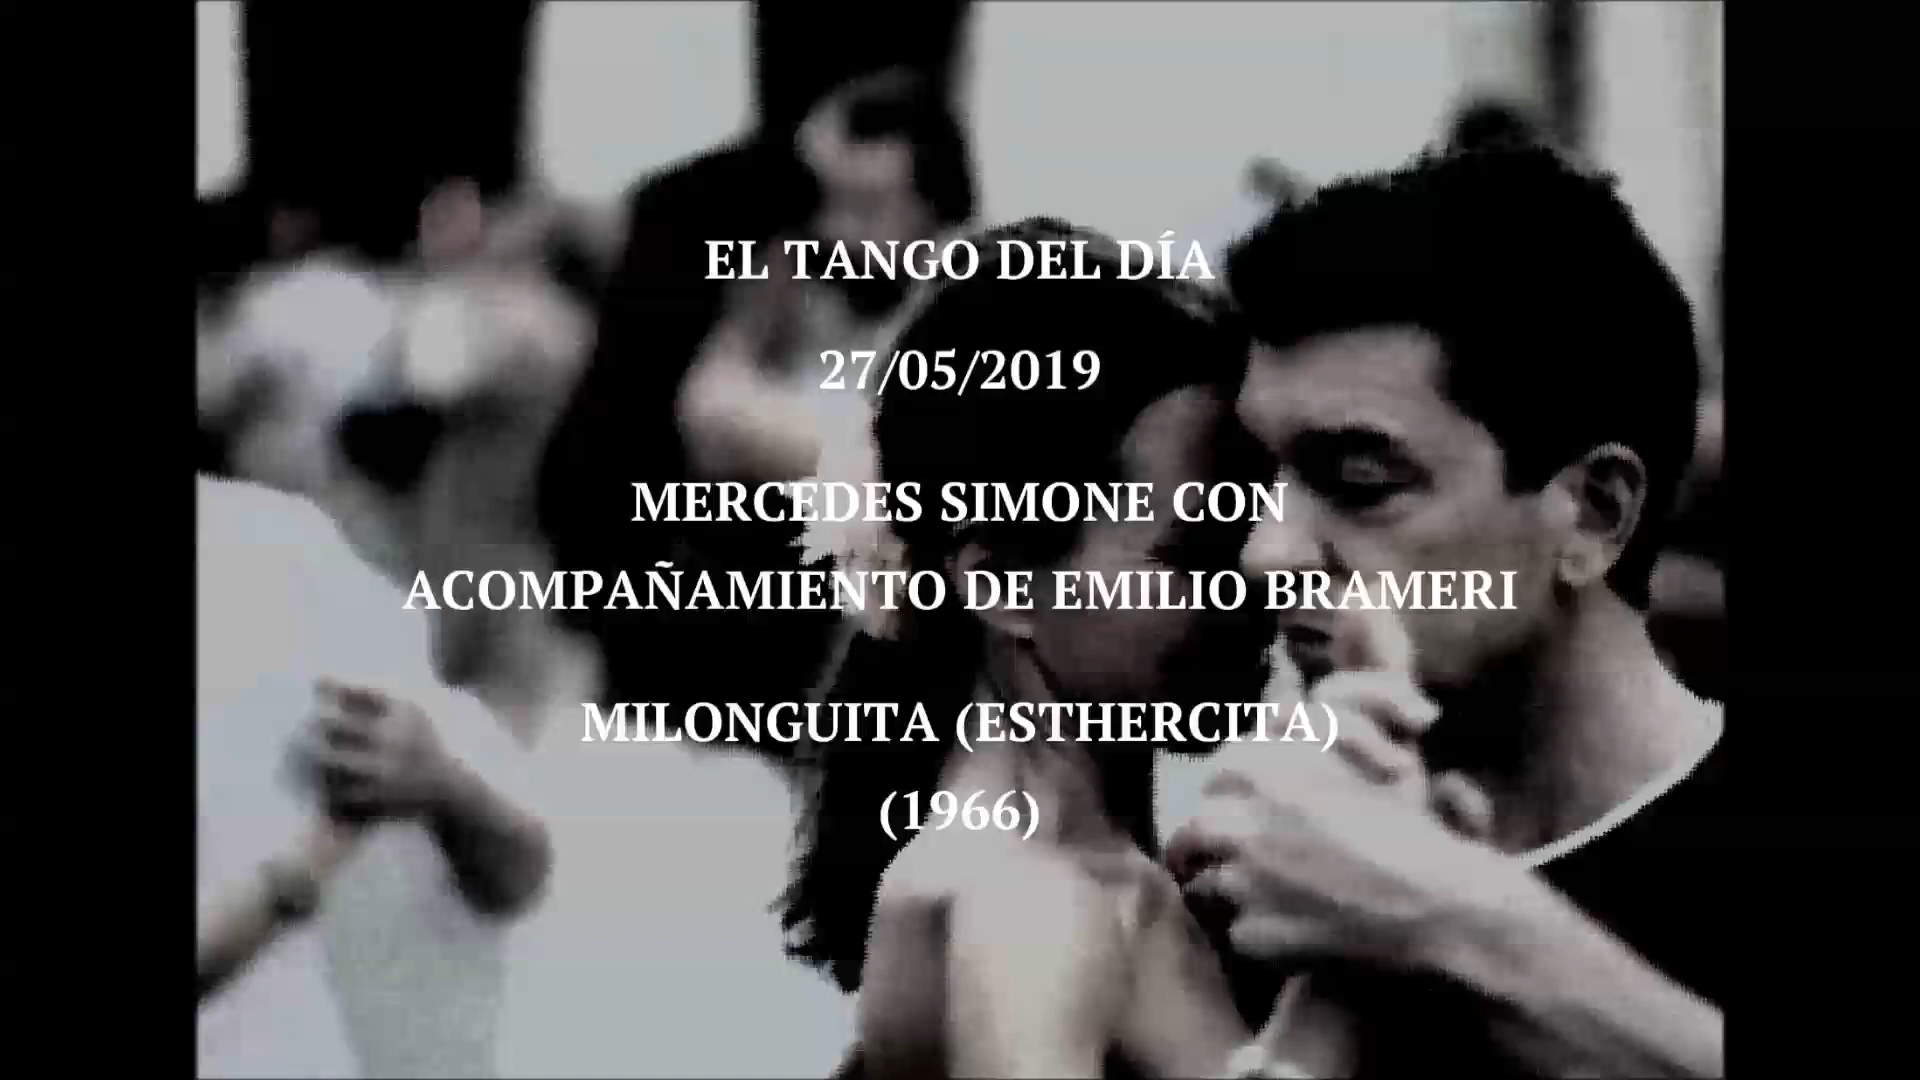 EL TANGO DEL DÍA
27/05/2019
MERCEDES SIMONE CON
ACOMPAÑAMIENTO DE EMILIO BRAMERI
MILONGUITA (ESTHERCITA)
(1966)